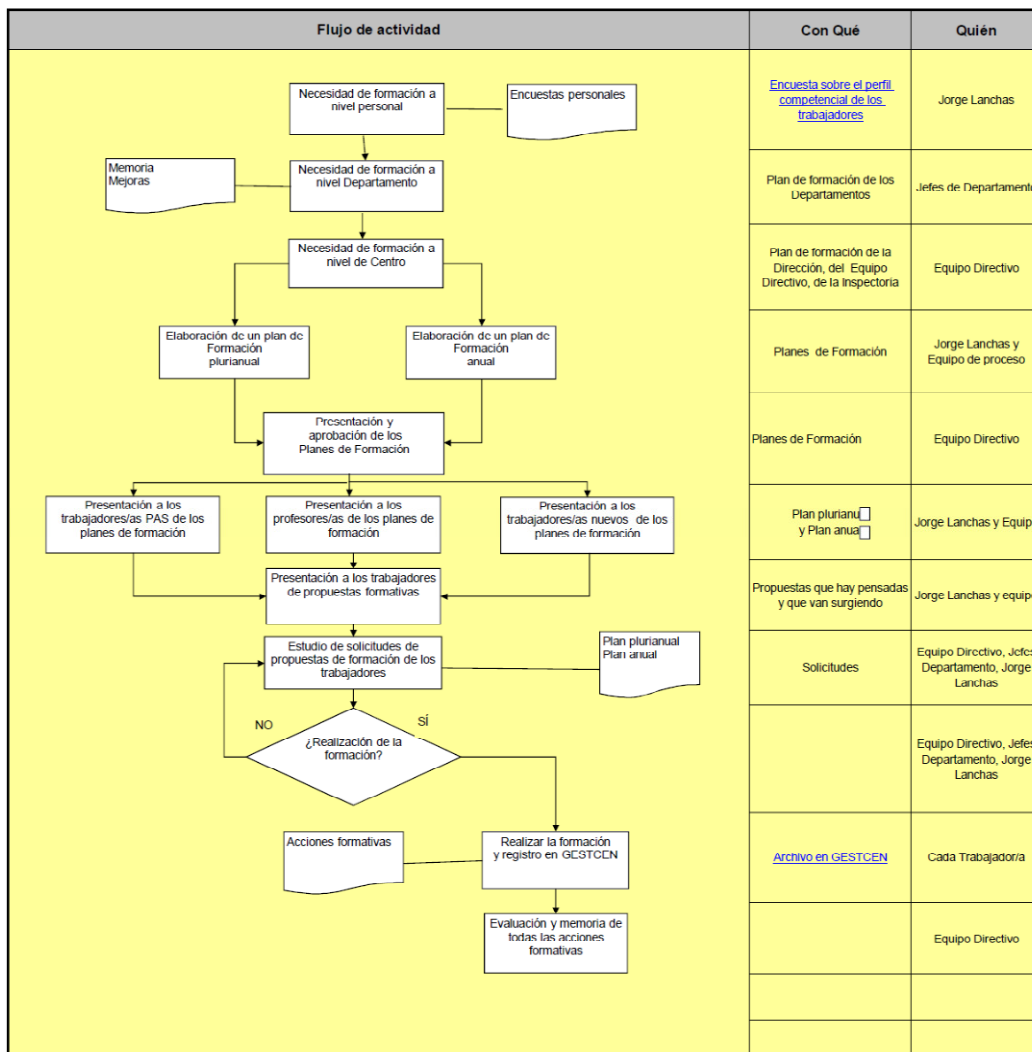 Flujo de actividad
Con Qué
Quién
Necesidad de formación a
nivel personal
Encuestas personales
Encuesta sobre el perfil
competencial de los
trabajadores
Jorge Lanchas
Memoria
Mejoras
Necesidad de formación a
nivel Departamento
Plan de formación de los
Departamentos
Jefes de Departamento
Necesidad de formación a
nivel de Centro
Plan de formación de la
Dirección, del Equipo
Directivo, de la Inspectoría
Equipo Directivo
Elaboración de un plan de
Formación
plurianual
Elaboración de un plan de
Formación
anual
Planes de Formación
Jorge Lanchas y
Equipo de proceso
Presentación y
aprobación de los
Planes de Formación
Planes de Formación
Equipo Directivo
Presentación a los
trabajadores/as PAS de los
planes de formación
Presentación a los
profesores/as de los planes de
formación
Presentación a los
trabajadores/as nuevos de los
planes de formación
Plan plurianu
y Plan anua
Jorge Lanchas y Equip
Presentación a los trabajadores
de propuestas formativas
Propuestas que hay pensadas
y que van surgiendo
Jorge Lanchas y equipo
Estudio de solicitudes de
propuestas de formación de los
trabajadores
Plan plurianual
Plan anual
Solicitudes
Equipo Directivo, Jefes
Departamento, Jorge
Lanchas
NO
SÍ
¿Realización de la
formación?
Equipo Directivo, Jefes
Departamento, Jorge
Lanchas
Acciones formativas
Realizar la formación
y registro en GESTCEN
Archivo en GESTCEN
Cada Trabajador/a
Evaluación y memoria de
todas las acciones
formativas
Equipo Directivo